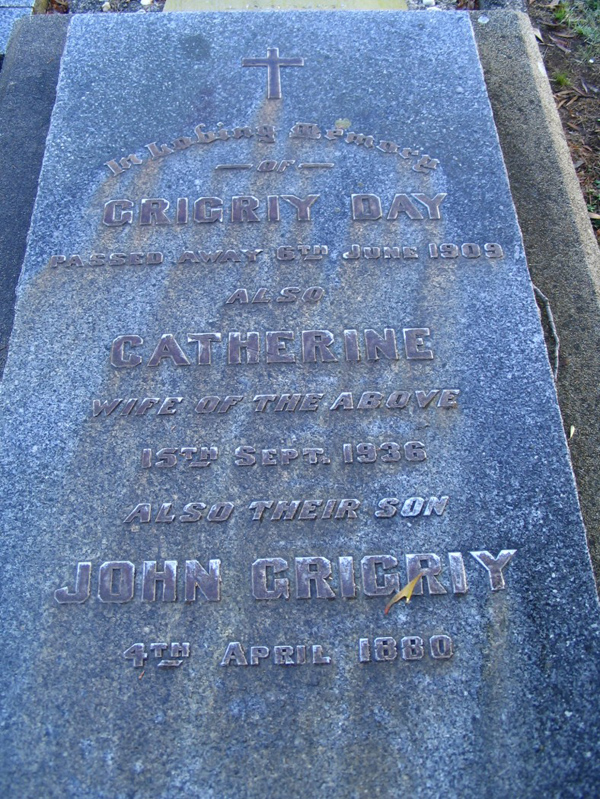 In Loving Memory
OF
GRIGRIY DAY
PASSED AWAY 6TH JUNE 1909
ALSO
CATHERINE
WIFE OF THE ABOVE
15TH SEPT. 1936
ALSO THEIR SON
JOHN GRIGRIY
4TH APRIL 1880